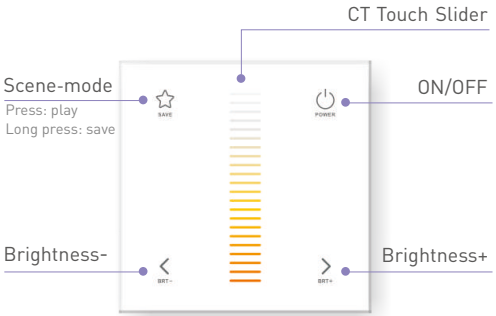 CT Touch Slider
Scene-mode
Press: play
Long press: save
ON/OFF
SAVE
POWER
Brightness-
Brightness+
BRT-
BRT+